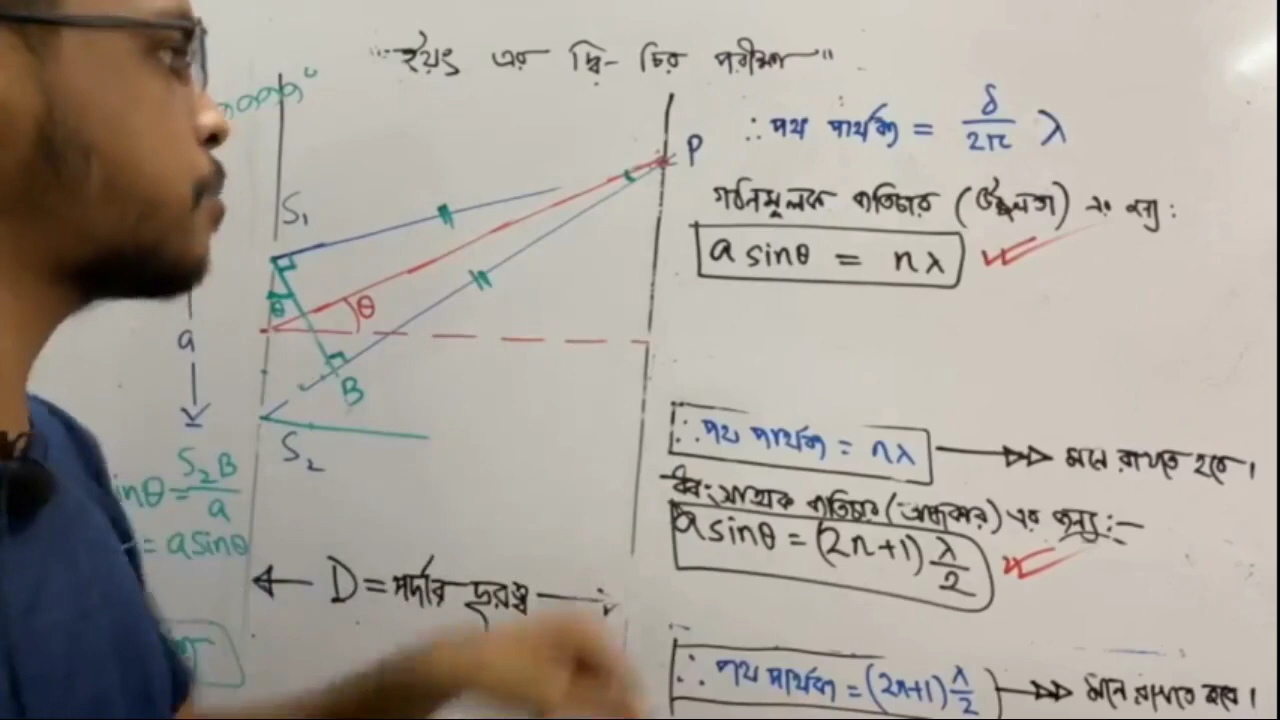 "ইয়ং এর দ্বি-চির পরীক্ষা"
S₁
a
θ
θ
B
S₂
P
sinθ = S₂B/a
= a sinθ
D = পর্দার দূরত্ব
∴ পথ পার্থক্য = δ/2π λ
গঠনমূলক ব্যতিচার (উজ্জ্বলতা) এর জন্য:
a sinθ = nλ
∴ পথ পার্থক্য = nλ → মনে রাখতে হবে।
ধ্বংসাত্মক ব্যতিচার (অন্ধকার) এর জন্য:-
a sinθ = (2n+1) λ/2
∴ পথ পার্থক্য = (2n+1) λ/2 → মনে রাখতে হবে।